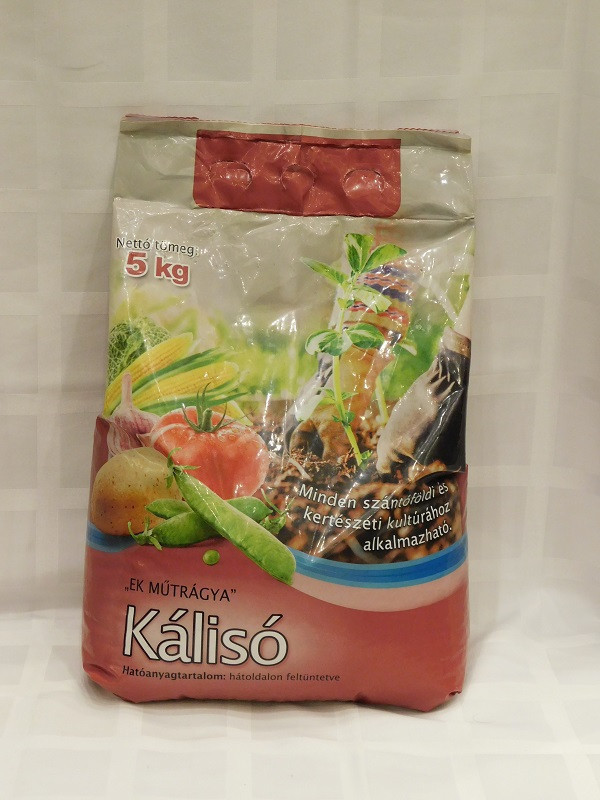 Nettó tömeg:
5 kg
Minden szántóföldi és
kertészeti kultúrához
alkalmazható.
„EK MŰTRÁGYA”
Kálisó
Hatóanyagtartalom: hátoldalon feltüntetve